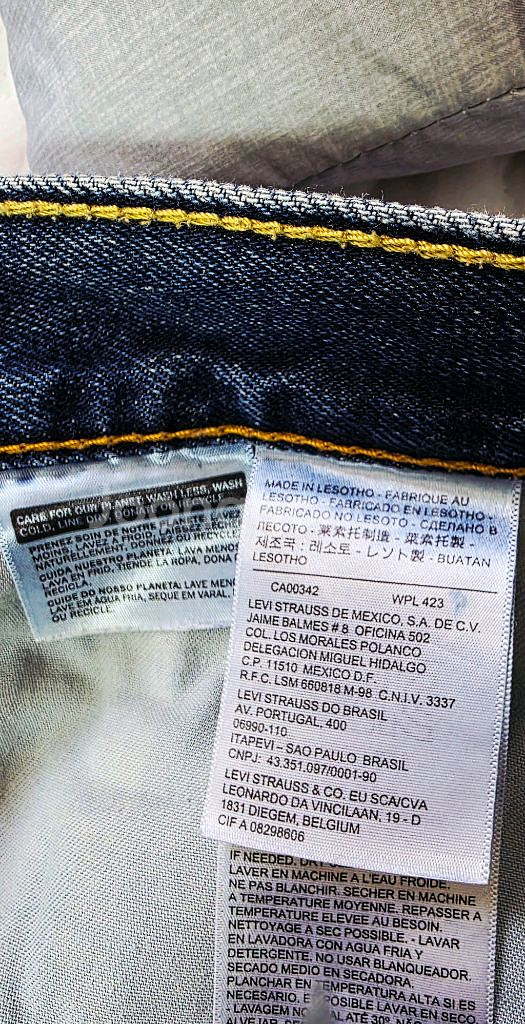 CARE FOR OUR PLANET: WASH LESS, WASH
COLD, LINE DRY, DON
PRENEZ SOIN DE NOTRE PLANETE:
MOINS, LAVEZ A FROID,
NATURELLEMENT, DONNEZ OU RECYCLEZ.
CUIDA NUESTRO PLANETA: LAVA MENOS
LAVA EN FRIO, TIENDE LA ROPA, DONA
RECICLA.
CUIDE DO NOSSO PLANETA: LAVE MENOS
LAVE EM AGUA FRIA, SEQUE EM VARAL,
OU RECICLE.
MADE IN LESOTHO - FABRIQUE AU
LESOTHO - FABRICADO EN LESOTHO -
FABRICADO NO LESOTO - СДЕЛАНО В
ЛЕСОТО - 莱索托制造 - 萊索托製 -
제조국 : 레소토 - レソト製 - BUATAN
LESOTHO
CA00342 WPL 423
LEVI STRAUSS DE MEXICO, S.A. DE C.V.
JAIME BALMES # 8 OFICINA 502
COL. LOS MORALES POLANCO
DELEGACION MIGUEL HIDALGO
C.P. 11510 MEXICO D.F.
R.F.C. LSM 660818 M-98 C.N.I.V. 3337
LEVI STRAUSS DO BRASIL
AV. PORTUGAL, 400
06990-110
ITAPEVI – SAO PAULO BRASIL
CNPJ: 43.351.097/0001-90
LEVI STRAUSS & CO. EU SCA/CVA
LEONARDO DA VINCILAAN, 19 - D
1831 DIEGEM, BELGIUM
CIF A 08298606
IF NEEDED. DRY
LAVER EN MACHINE A L'EAU FROIDE.
NE PAS BLANCHIR. SECHER EN MACHINE
A TEMPERATURE MOYENNE. REPASSER A
TEMPERATURE ELEVEE AU BESOIN.
NETTOYAGE A SEC POSSIBLE. - LAVAR
EN LAVADORA CON AGUA FRIA Y
DETERGENTE. NO USAR BLANQUEADOR.
SECADO MEDIO EN SECADORA.
PLANCHAR EN TEMPERATURA ALTA SI ES
NECESARIO. POSIBLE LAVAR EN SECO
- LAVAGEM AL ATÉ 30º
ALVEJAR.